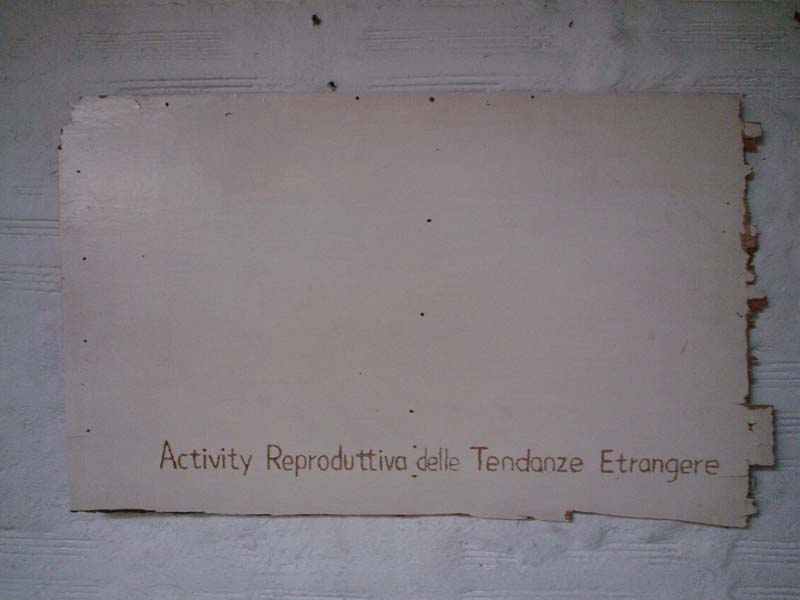 Activity Reproduttiva delle Tendanze Etrangere